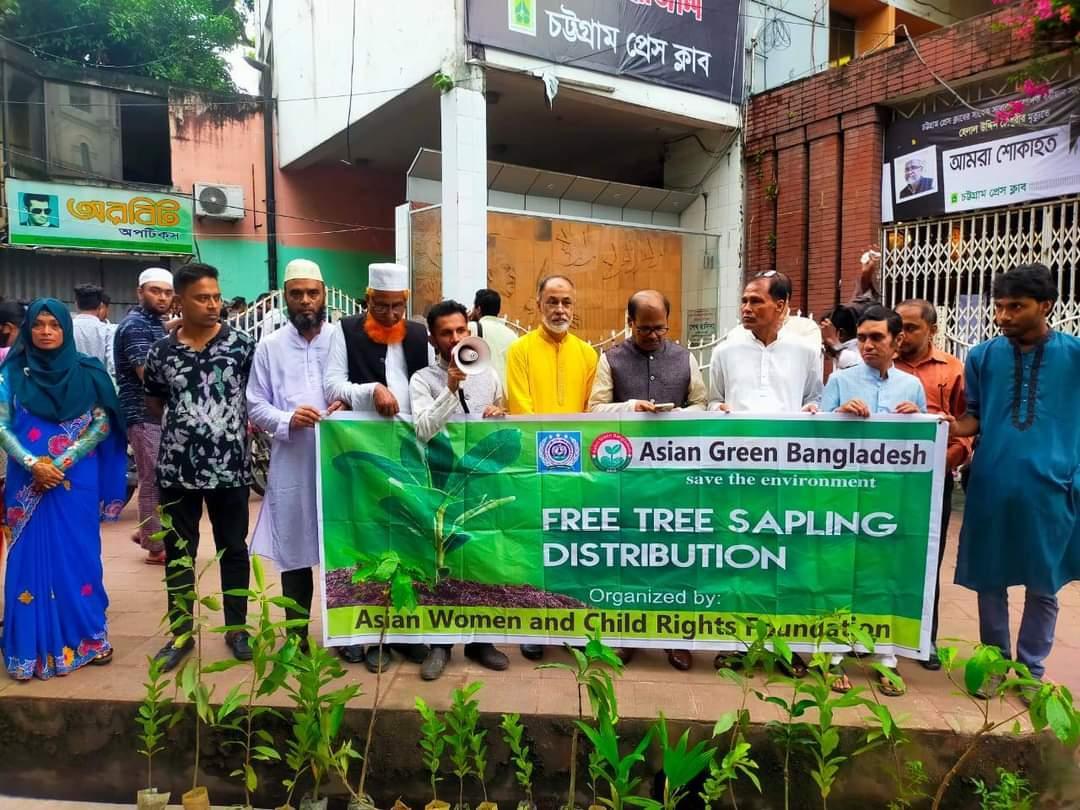 চট্টগ্রাম প্রেস ক্লাব
অরবিট
অপটিকস
আমরা শোকাহত
চট্টগ্রাম প্রেস ক্লাব
Asian Green Bangladesh
save the environment
FREE TREE SAPLING
DISTRIBUTION
Organized by:
Asian Women and Child Rights Foundation